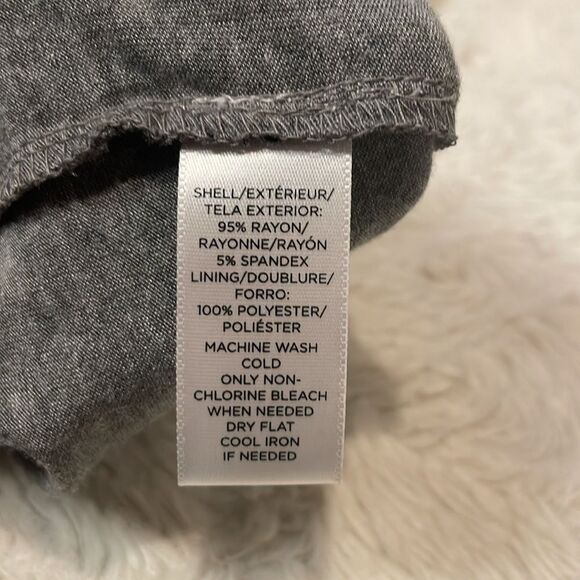 SHELL/EXTÉRIEUR/
TELA EXTERIOR:
95% RAYON/
RAYONNE/RAYÓN
5% SPANDEX
LINING/DOUBLURE/
FORRO:
100% POLYESTER/
POLIÉSTER
MACHINE WASH
COLD
ONLY NON-
CHLORINE BLEACH
WHEN NEEDED
DRY FLAT
COOL IRON
IF NEEDED